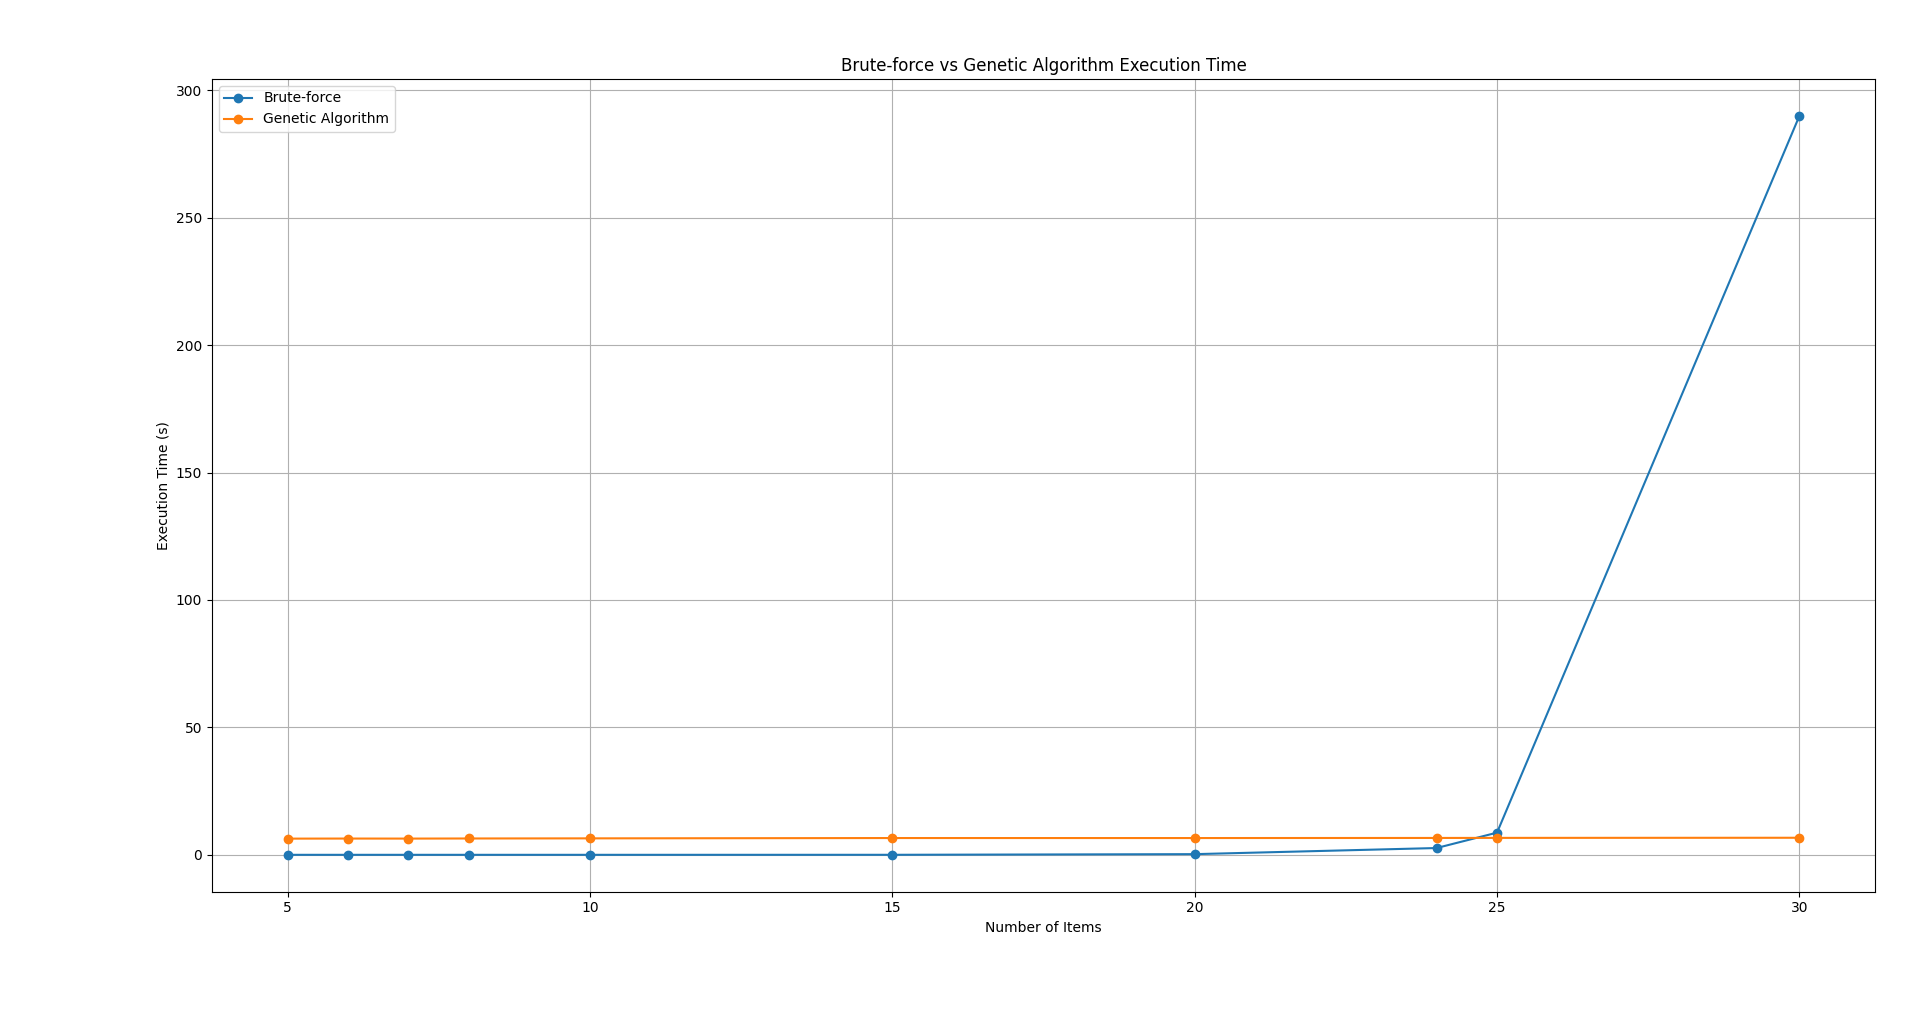 Brute-force vs Genetic Algorithm Execution Time
Brute-force
Genetic Algorithm
300
250
200
150
100
50
0
Execution Time (s)
5 10 15 20 25 30
Number of Items